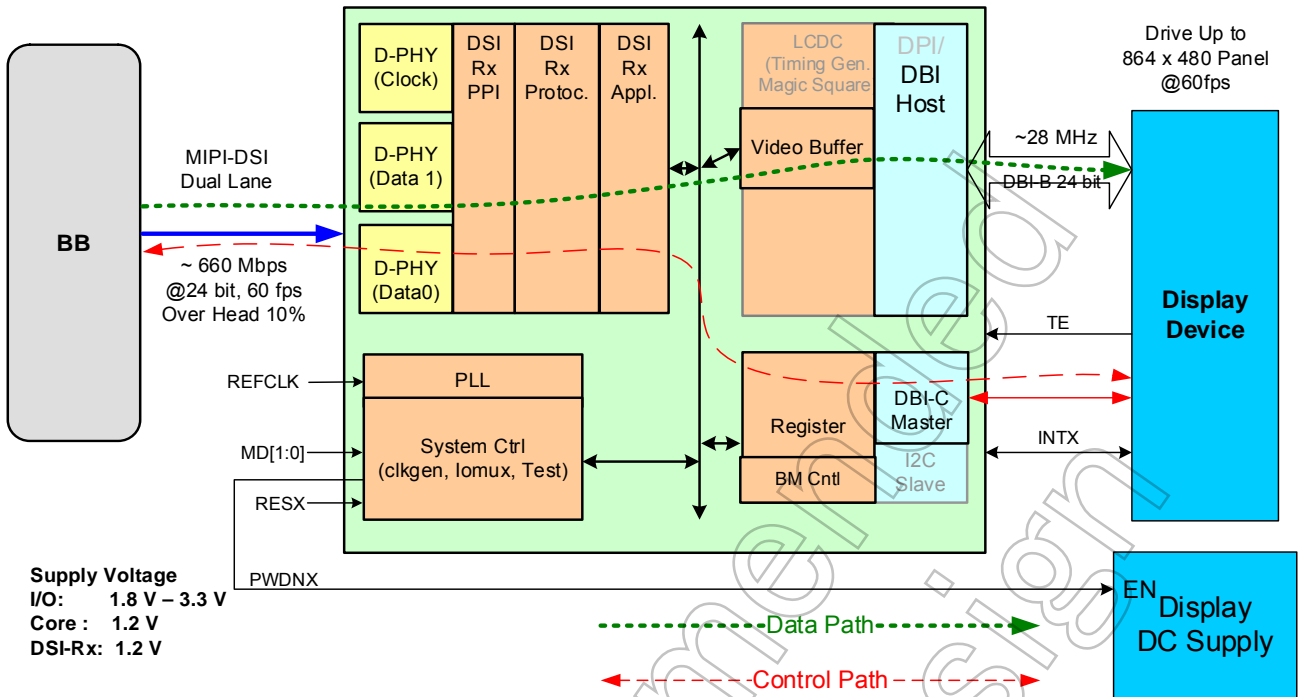 BB
MIPI-DSI
Dual Lane
~ 660 Mbps
@24 bit, 60 fps
Over Head 10%
D-PHY
(Clock)
D-PHY
(Data 1)
D-PHY
(Data0)
DSI
Rx
PPI
DSI
Rx
Protoc.
DSI
Rx
Appl.
LCDC
(Timing Gen.
Magic Square
Video Buffer
DPI/
DBI
Host
Drive Up to
864 x 480 Panel
@60fps
~28 MHz
DBI-B 24 bit
Display
Device
TE
INTX
REFCLK
MD[1:0]
RESX
PLL
System Ctrl
(clkgen, Iomux, Test)
Register
BM Cntl
DBI-C
Master
I2C
Slave
PWDNX
Supply Voltage
I/O: 1.8 V – 3.3 V
Core : 1.2 V
DSI-Rx: 1.2 V
EN
Display
DC Supply
Data Path
Control Path
mended
sign